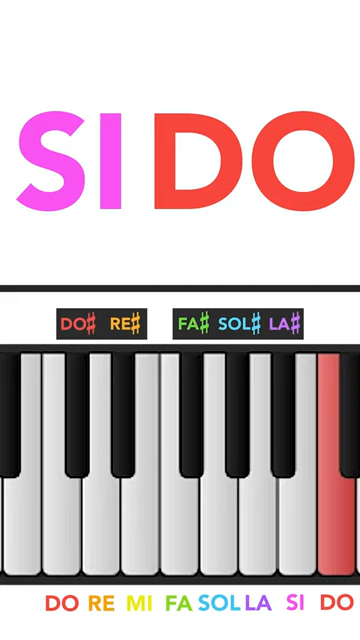 SI DO
DO# RE# FA# SOL# LA#
DO RE MI FA SOL LA SI DO